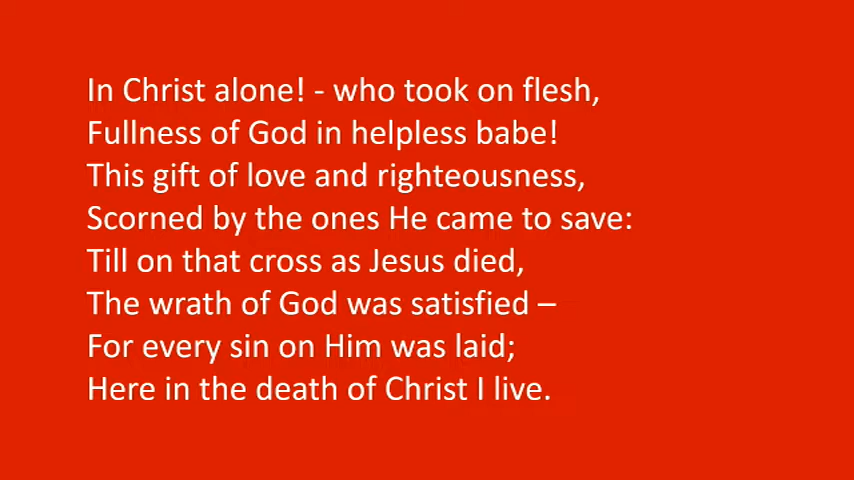 In Christ alone! - who took on flesh,
Fullness of God in helpless babe!
This gift of love and righteousness,
Scorned by the ones He came to save:
Till on that cross as Jesus died,
The wrath of God was satisfied –
For every sin on Him was laid;
Here in the death of Christ I live.